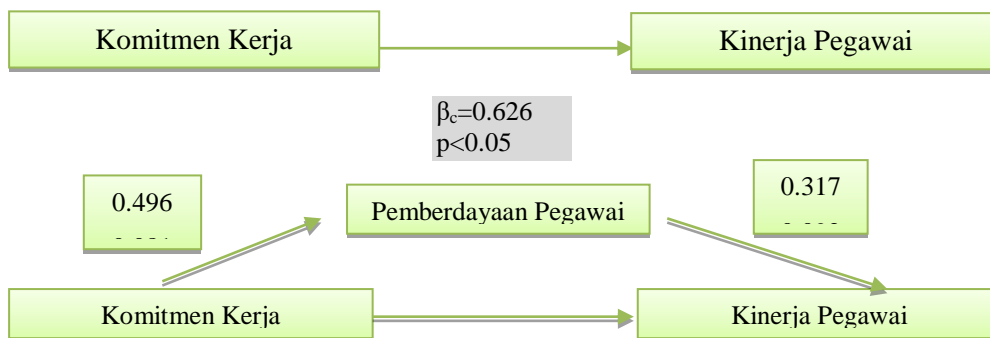 Komitmen Kerja
Kinerja Pegawai
βc=0.626
p<0.05
0.496
Pemberdayaan Pegawai
0.317
Komitmen Kerja
Kinerja Pegawai